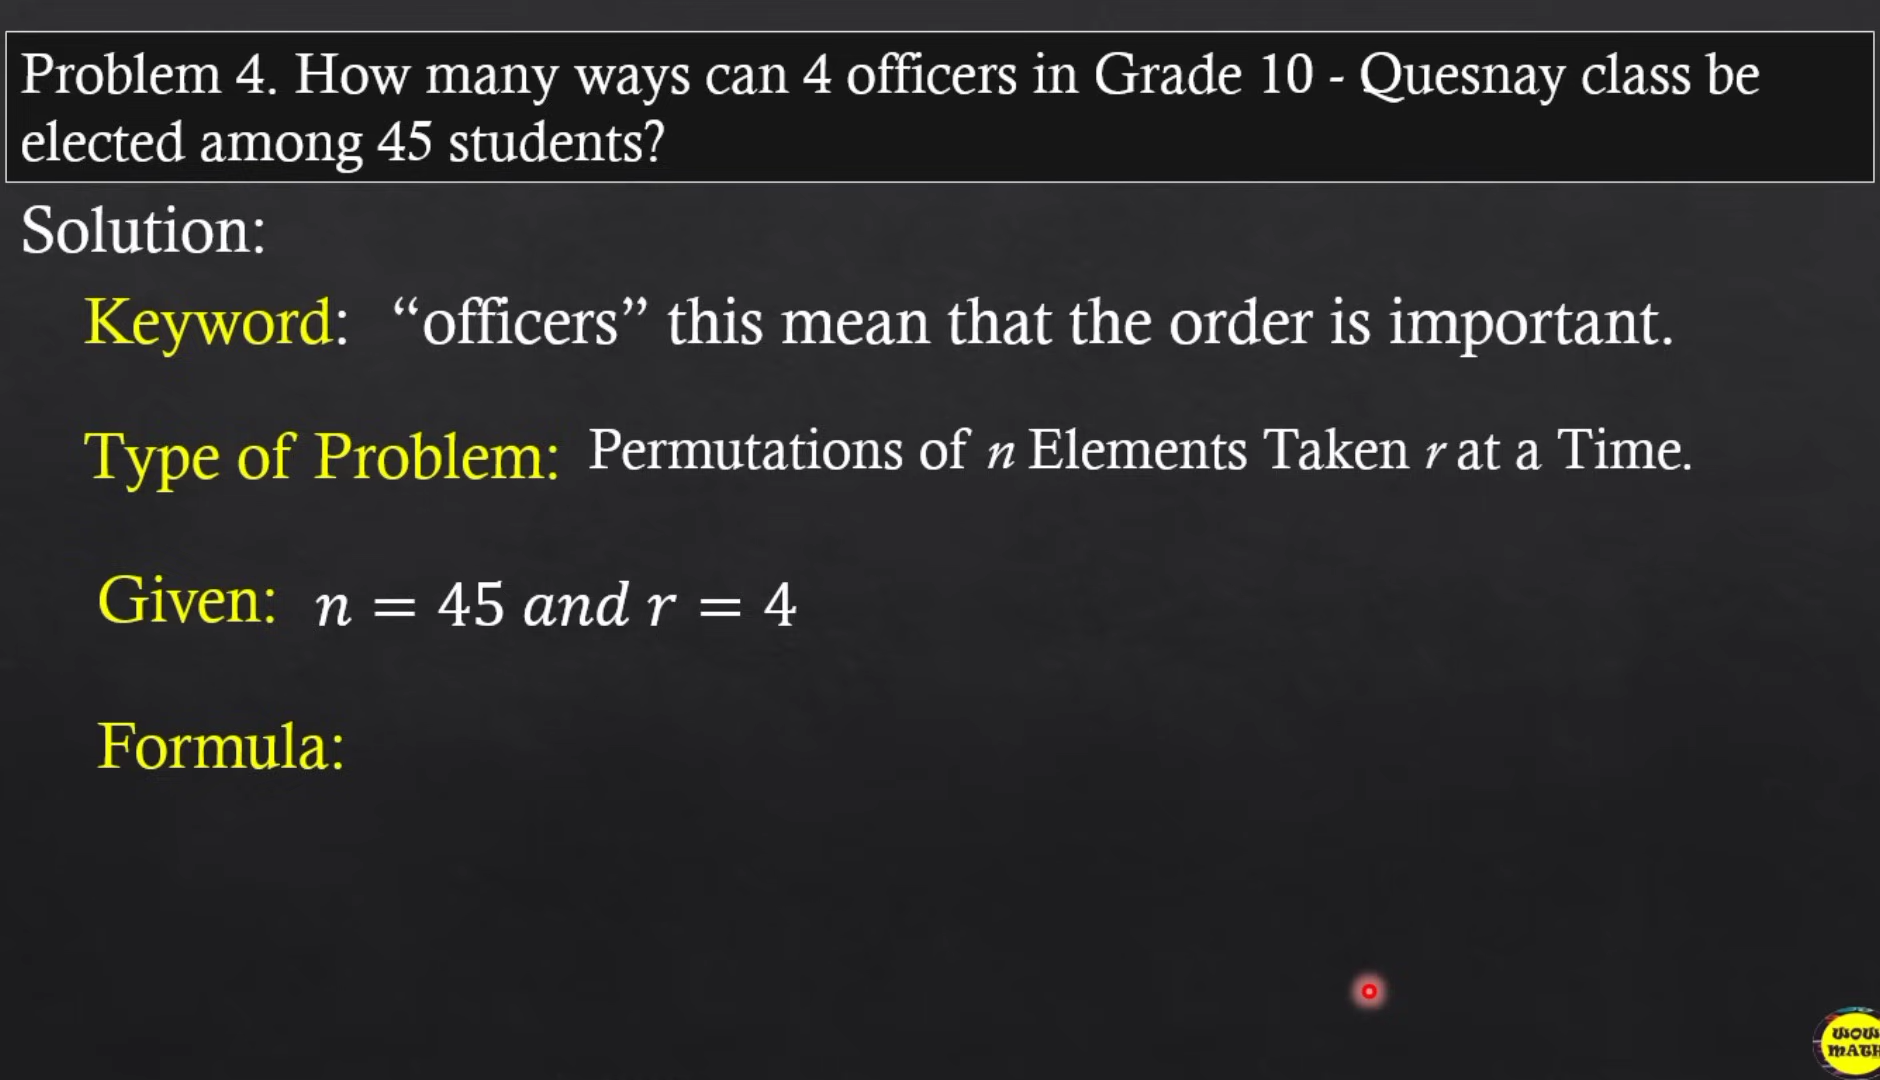 Problem 4. How many ways can 4 officers in Grade 10 - Quesnay class be
elected among 45 students?
Solution:
Keyword: “officers” this mean that the order is important.
Type of Problem: Permutations of n Elements Taken r at a Time.
Given: n = 45 and r = 4
Formula:
WOW
MATH